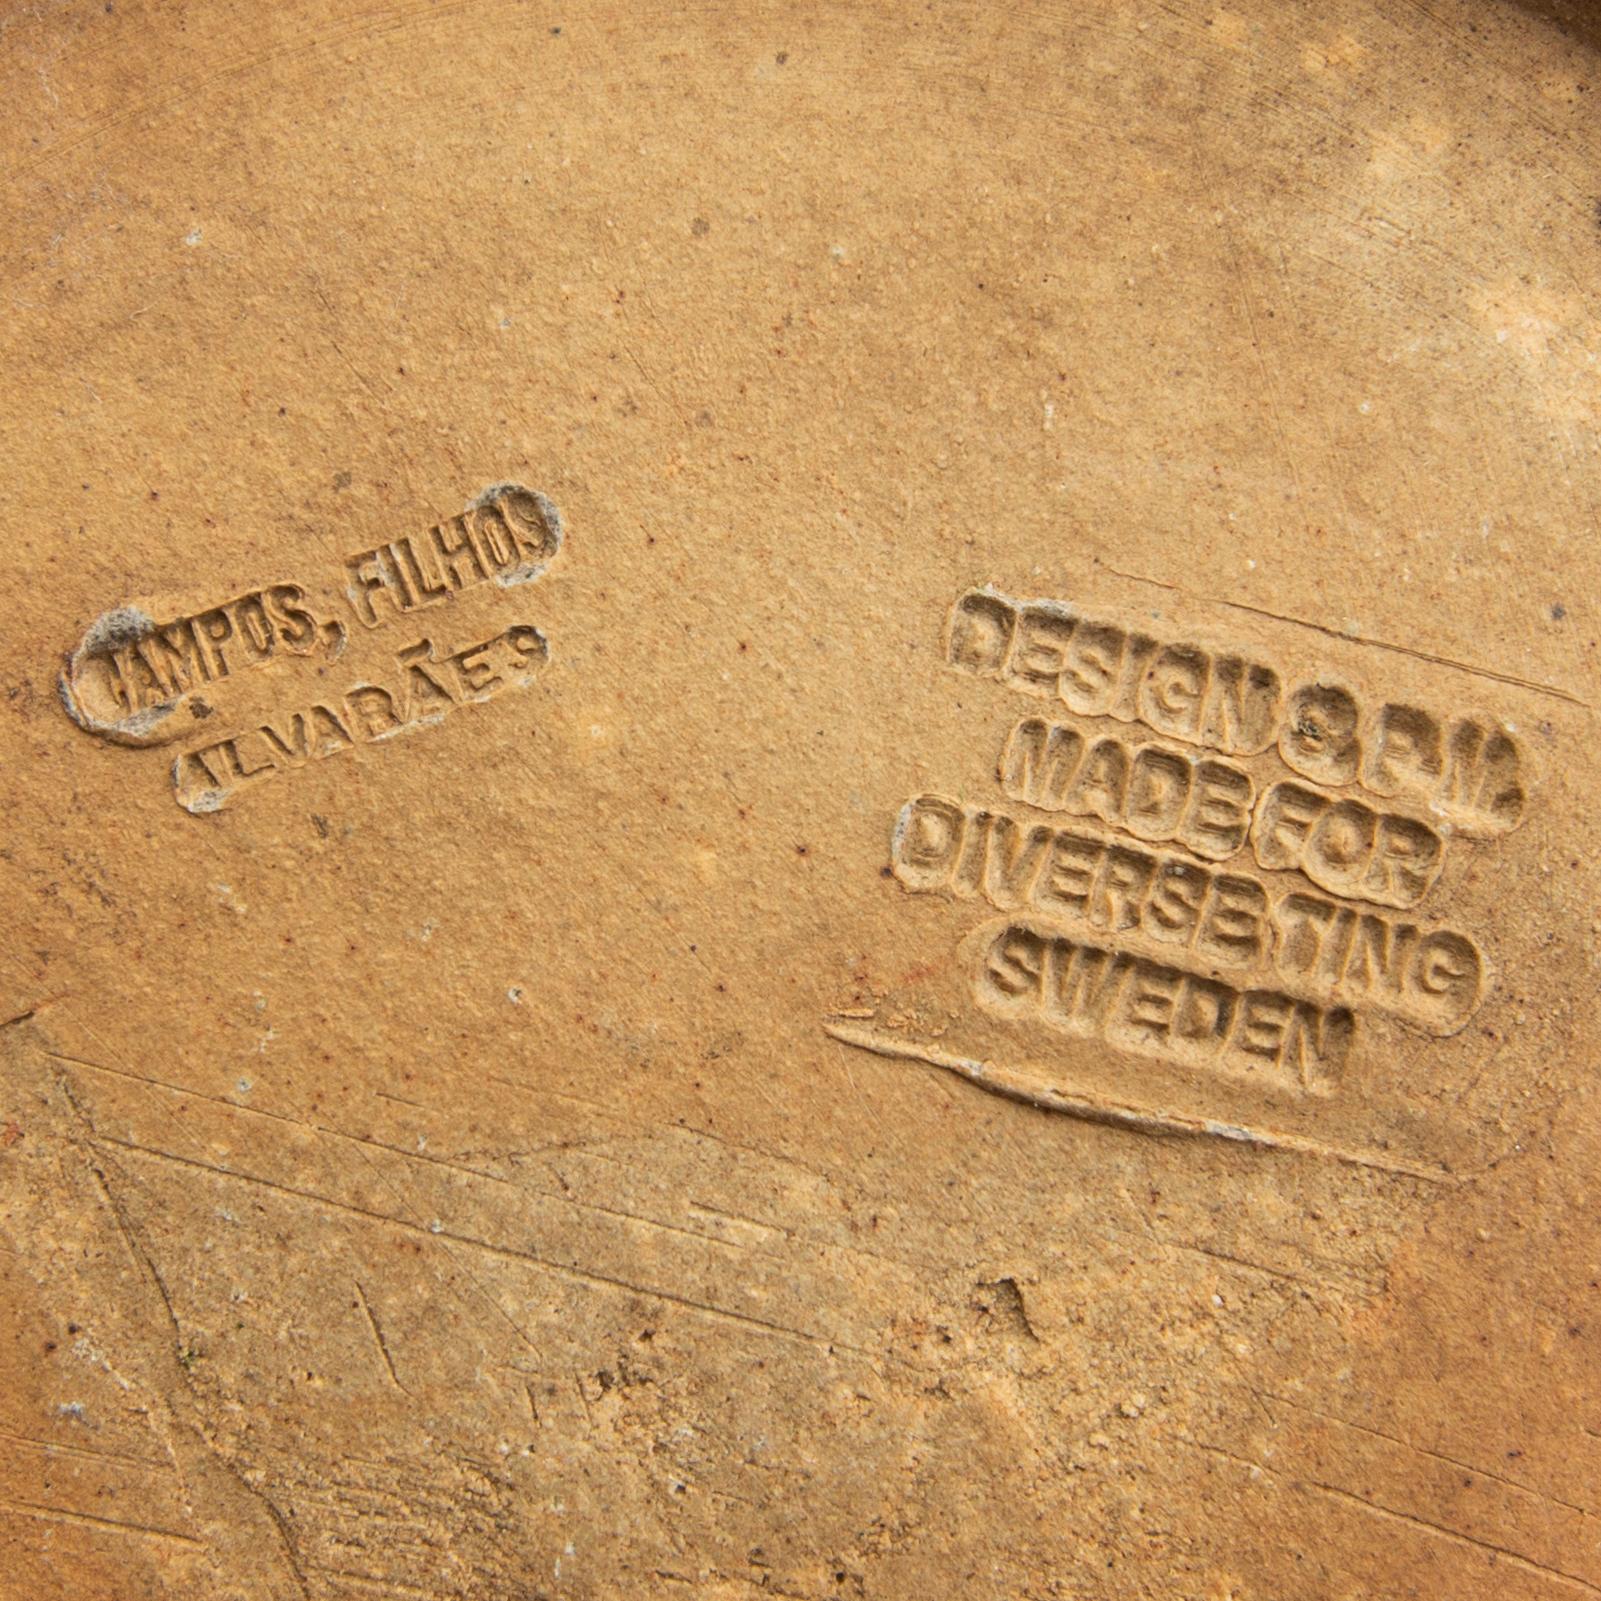 CAMPOS, FILHOS
ALVARÃES
DESIGN S.P.M.
MADE FOR
DIVERSE TING
SWEDEN